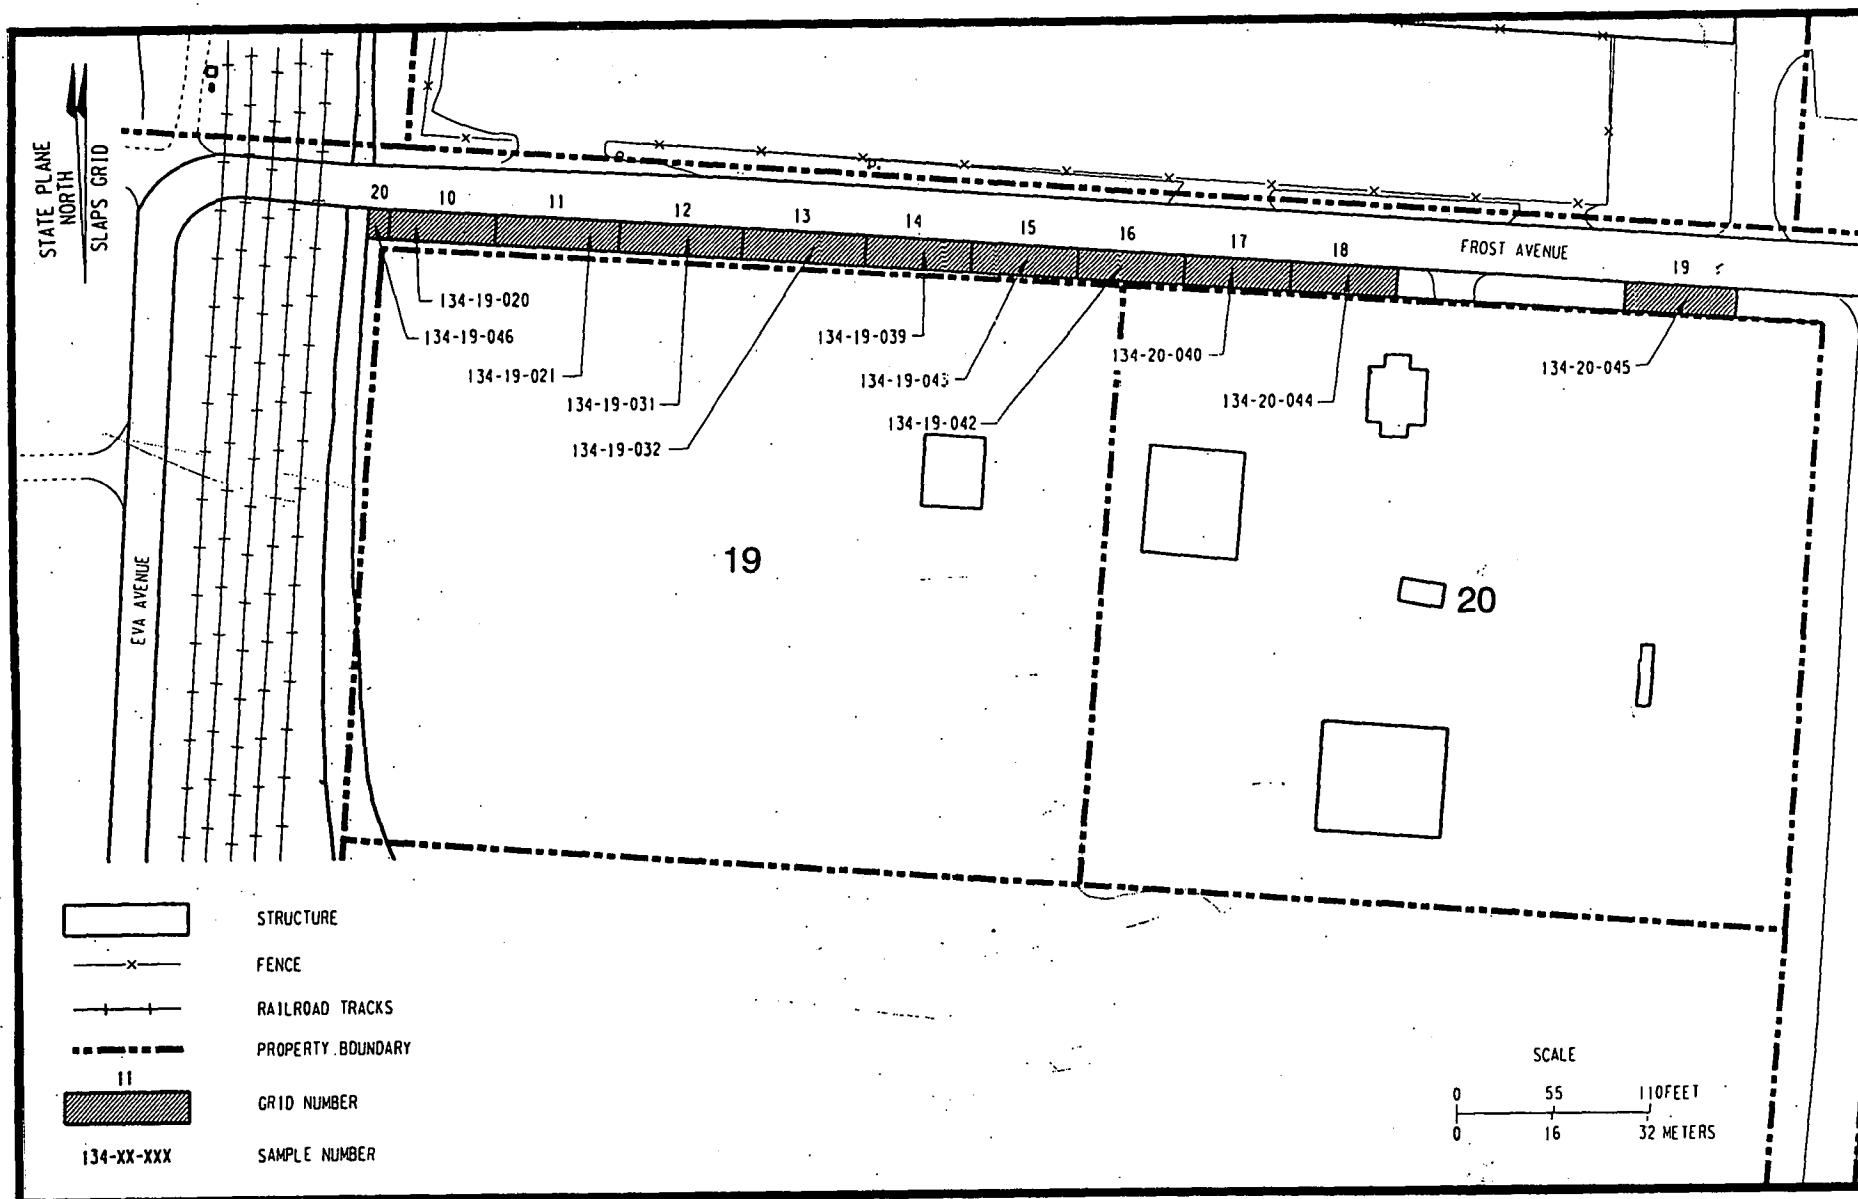 STATE PLANE
NORTH
SLAPS GRID
20
10
11
12
13
14
15
16
17
18
19
FROST AVENUE
134-19-020
134-19-046
134-19-021
134-19-031
134-19-032
134-19-039
134-19-043
134-19-042
134-20-040
134-20-044
134-20-045
EVA AVENUE
19
20
STRUCTURE
FENCE
RAILROAD TRACKS
PROPERTY BOUNDARY
11
GRID NUMBER
134-XX-XXX SAMPLE NUMBER
SCALE
0 55 110FEET
0 16 32 METERS